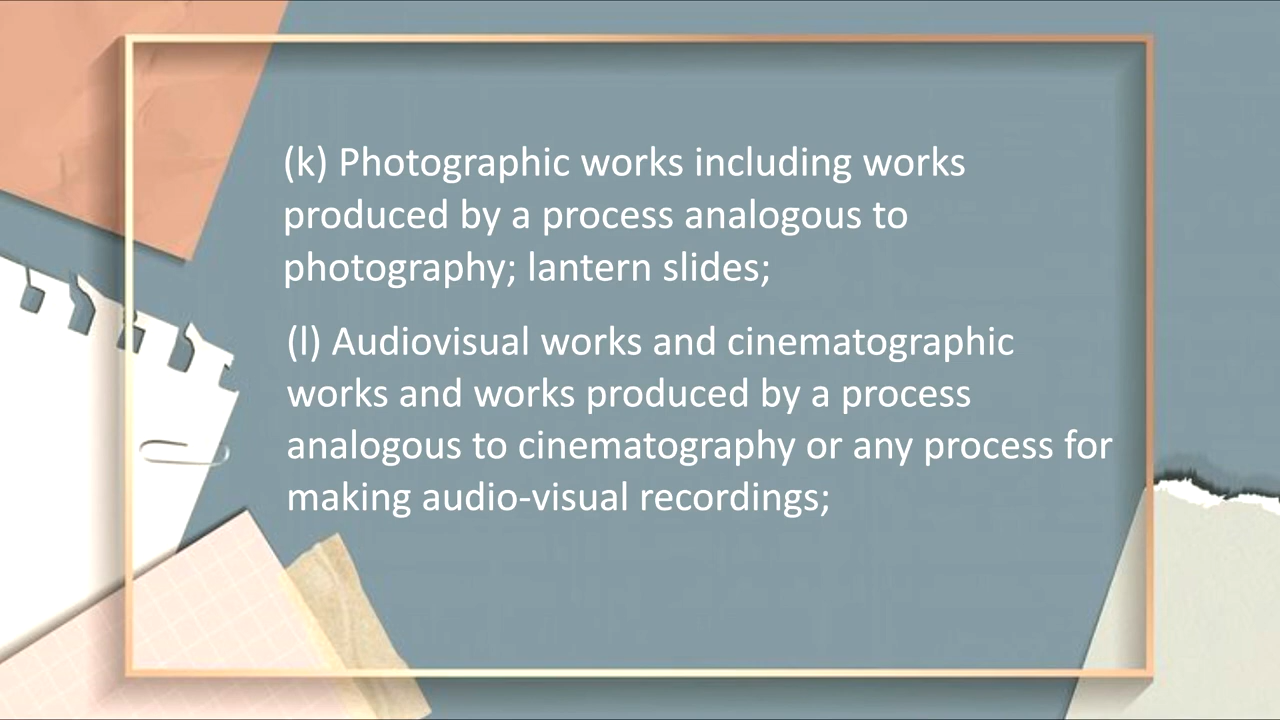 (k) Photographic works including works
produced by a process analogous to
photography; lantern slides;
(l) Audiovisual works and cinematographic
works and works produced by a process
analogous to cinematography or any process for
making audio-visual recordings;